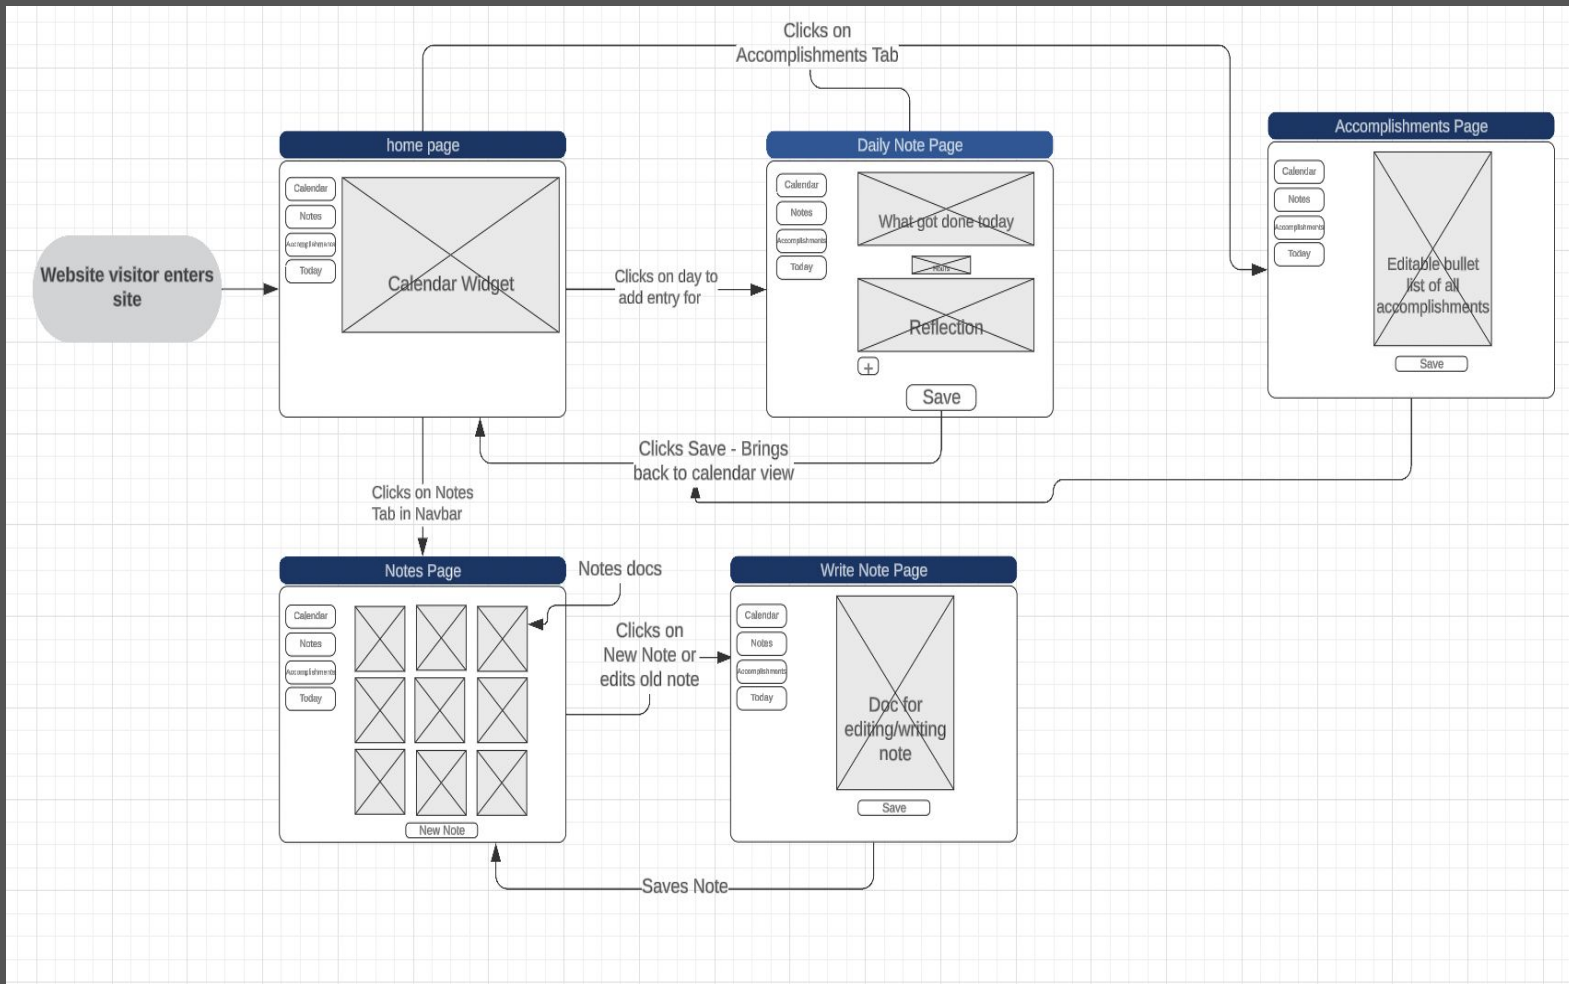 Clicks on
Accomplishments Tab
Website visitor enters
site
home page
Calendar
Notes
Accomplishments
Today
Calendar Widget
Clicks on day to
add entry for
Daily Note Page
Calendar
Notes
Accomplishments
Today
What got done today
Reflection
+
Save
Accomplishments Page
Calendar
Notes
Accomplishments
Today
Editable bullet
list of all
accomplishments
Save
Clicks Save - Brings
back to calendar view
Clicks on Notes
Tab in Navbar
Notes Page
Calendar
Notes
Accomplishments
Today
New Note
Notes docs
Clicks on
New Note or
edits old note
Write Note Page
Calendar
Notes
Accomplishments
Today
Doc for
editing/writing
note
Save
Saves Note